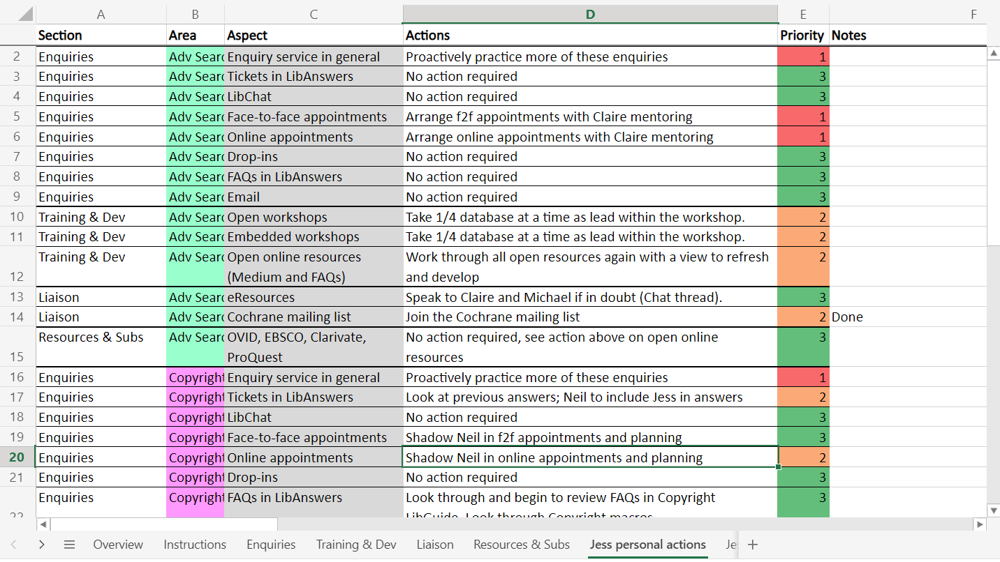 A B C D E F
Section Area Aspect Actions Priority Notes
2 Enquiries Adv Searc Enquiry service in general Proactively practice more of these enquiries 1
3 Enquiries Adv Searc Tickets in LibAnswers No action required 3
4 Enquiries Adv Searc LibChat No action required 3
5 Enquiries Adv Searc Face-to-face appointments Arrange f2f appointments with Claire mentoring 1
6 Enquiries Adv Searc Online appointments Arrange online appointments with Claire mentoring 1
7 Enquiries Adv Searc Drop-ins No action required 3
8 Enquiries Adv Searc FAQs in LibAnswers No action required 3
9 Enquiries Adv Searc Email No action required 3
10 Training & Dev Adv Searc Open workshops Take 1/4 database at a time as lead within the workshop. 2
11 Training & Dev Adv Searc Embedded workshops Take 1/4 database at a time as lead within the workshop. 2
Training & Dev Adv Searc Open online resources Work through all open resources again with a view to refresh 2
12 (Medium and FAQs) and develop
13 Liaison Adv Searc eResources Speak to Claire and Michael if in doubt (Chat thread). 3
14 Liaison Adv Searc Cochrane mailing list Join the Cochrane mailing list 2 Done
Resources & Subs Adv Searc OVID, EBSCO, Clarivate, No action required, see action above on open online 3
15 ProQuest resources
16 Enquiries Copyright Enquiry service in general Proactively practice more of these enquiries 1
17 Enquiries Copyright Tickets in LibAnswers Look at previous answers; Neil to include Jess in answers 2
18 Enquiries Copyright LibChat No action required 3
19 Enquiries Copyright Face-to-face appointments Shadow Neil in f2f appointments and planning 3
20 Enquiries Copyright Online appointments Shadow Neil in online appointments and planning 2
21 Enquiries Copyright Drop-ins No action required 3
Enquiries Copyright FAQs in LibAnswers Look through and begin to review FAQs in Copyright 3
22 LibGuide. Look through Copyright macros
Overview Instructions Enquiries Training & Dev Liaison Resources & Subs Jess personal actions Je